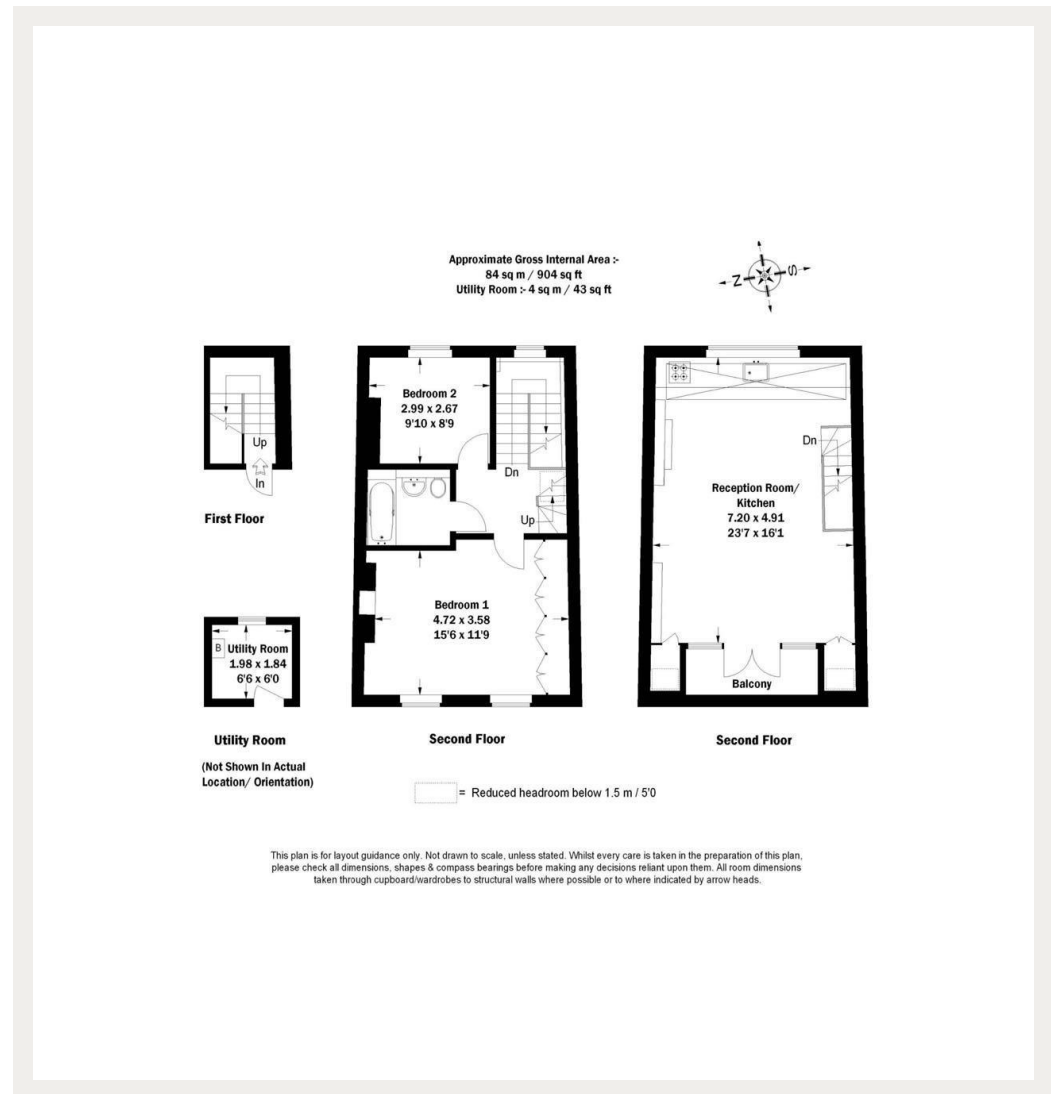 Approximate Gross Internal Area :-
84 sq m / 904 sq ft
Utility Room :- 4 sq m / 43 sq ft
N
S
Up
In
First Floor
Bedroom 2
2.99 x 2.67
9'10 x 8'9
Dn
Up
Bedroom 1
4.72 x 3.58
15'6 x 11'9
Second Floor
Dn
Reception Room/
Kitchen
7.20 x 4.91
23'7 x 16'1
Balcony
Second Floor
B
Utility Room
1.98 x 1.84
6'6 x 6'0
Utility Room
(Not Shown In Actual
Location/ Orientation)
= Reduced headroom below 1.5 m / 5'0
This plan is for layout guidance only. Not drawn to scale, unless stated. Whilst every care is taken in the preparation of this plan,
please check all dimensions, shapes & compass bearings before making any decisions reliant upon them. All room dimensions
taken through cupboard/wardrobes to structural walls where possible or to where indicated by arrow heads.